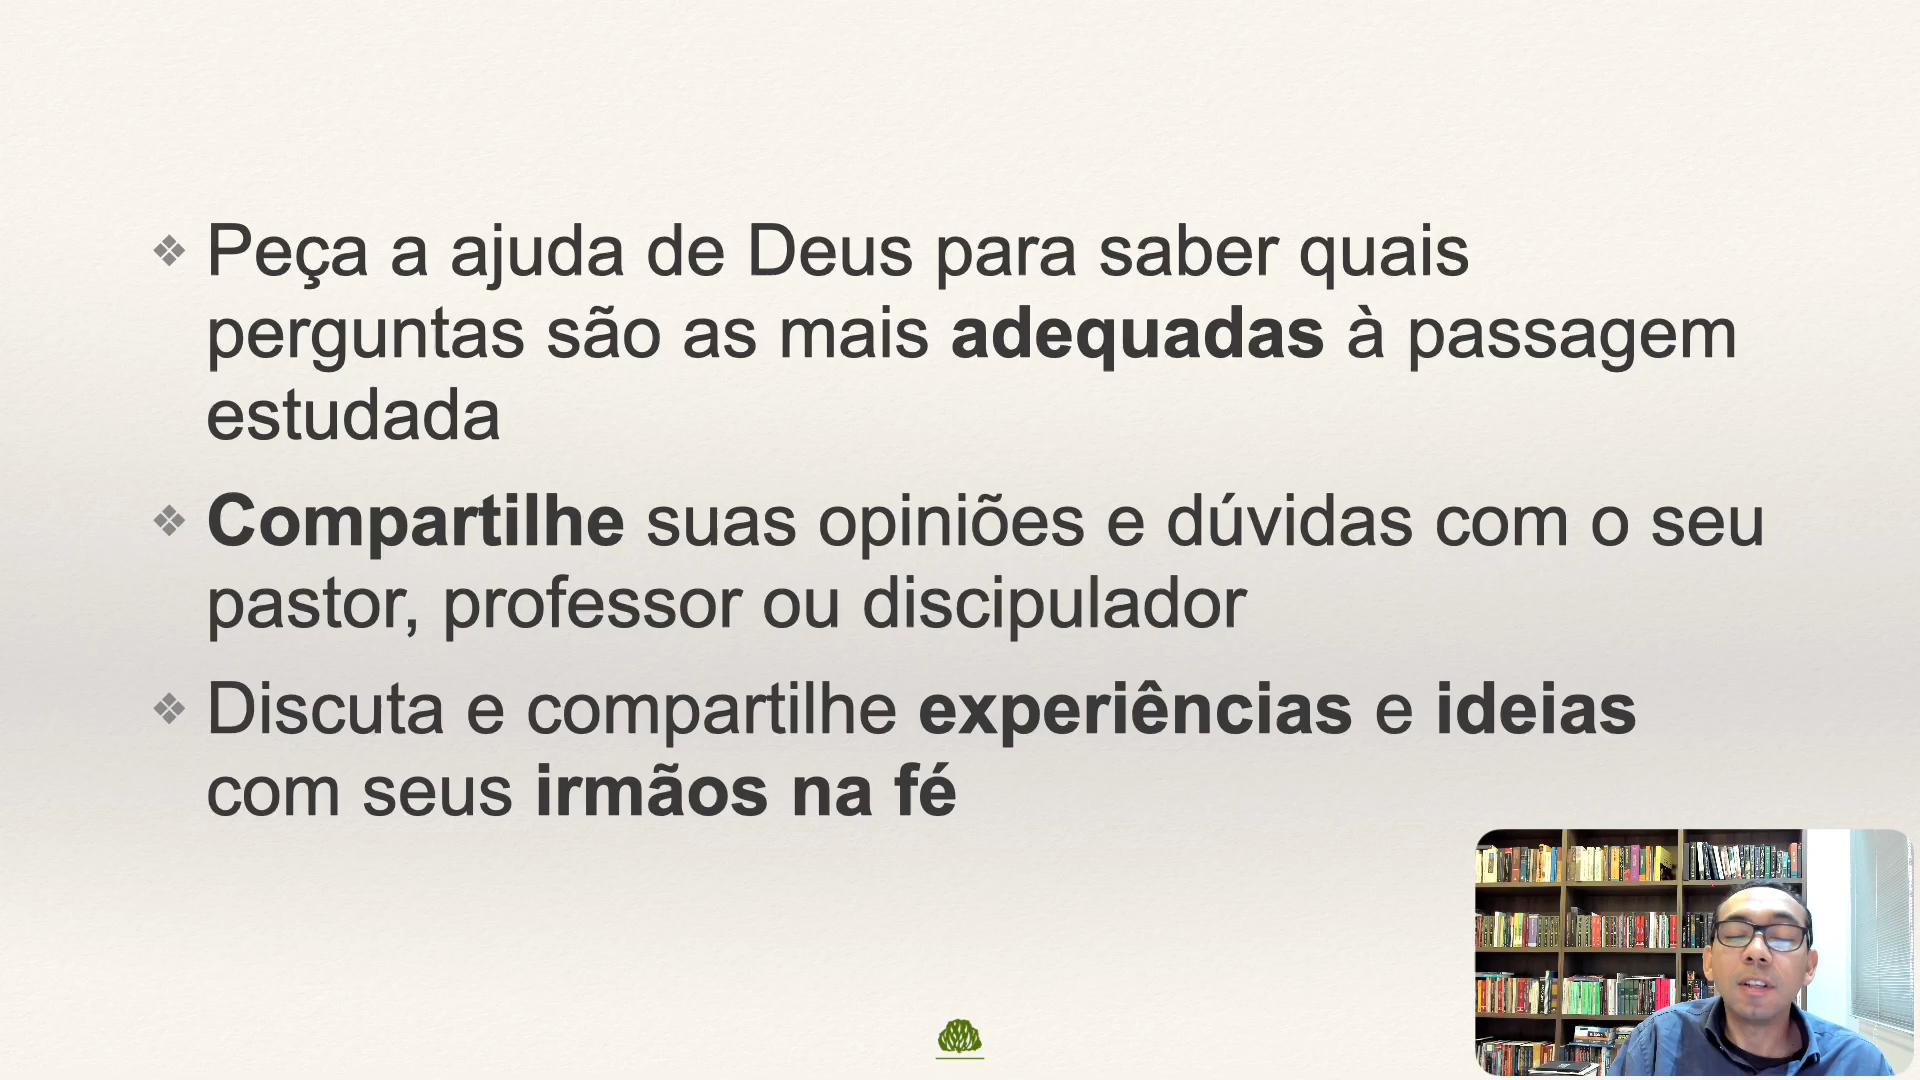 ❖ Peça a ajuda de Deus para saber quais
perguntas são as mais adequadas à passagem
estudada
❖ Compartilhe suas opiniões e dúvidas com o seu
pastor, professor ou discipulador
❖ Discuta e compartilhe experiências e ideias
com seus irmãos na fé